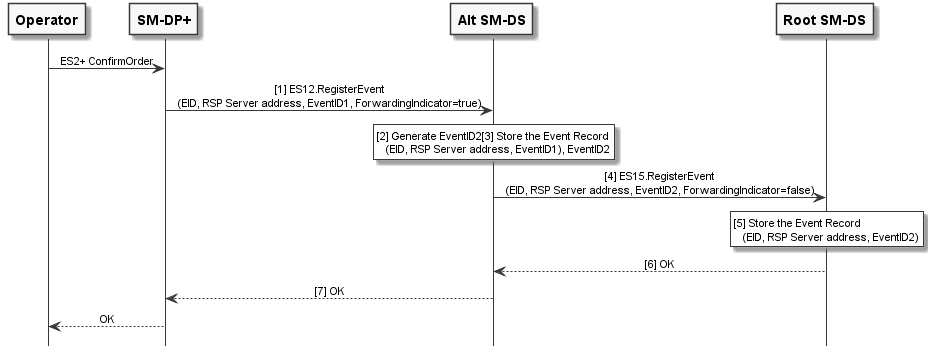 Operator
SM-DP+
Alt SM-DS
Root SM-DS
ES2+ ConfirmOrder
[1] ES12.RegisterEvent
(EID, RSP Server address, EventID1, ForwardingIndicator=true)
[2] Generate EventID2[3] Store the Event Record
(EID, RSP Server address, EventID1), EventID2
[4] ES15.RegisterEvent
(EID, RSP Server address, EventID2, ForwardingIndicator=false)
[5] Store the Event Record
(EID, RSP Server address, EventID2)
[6] OK
[7] OK
OK